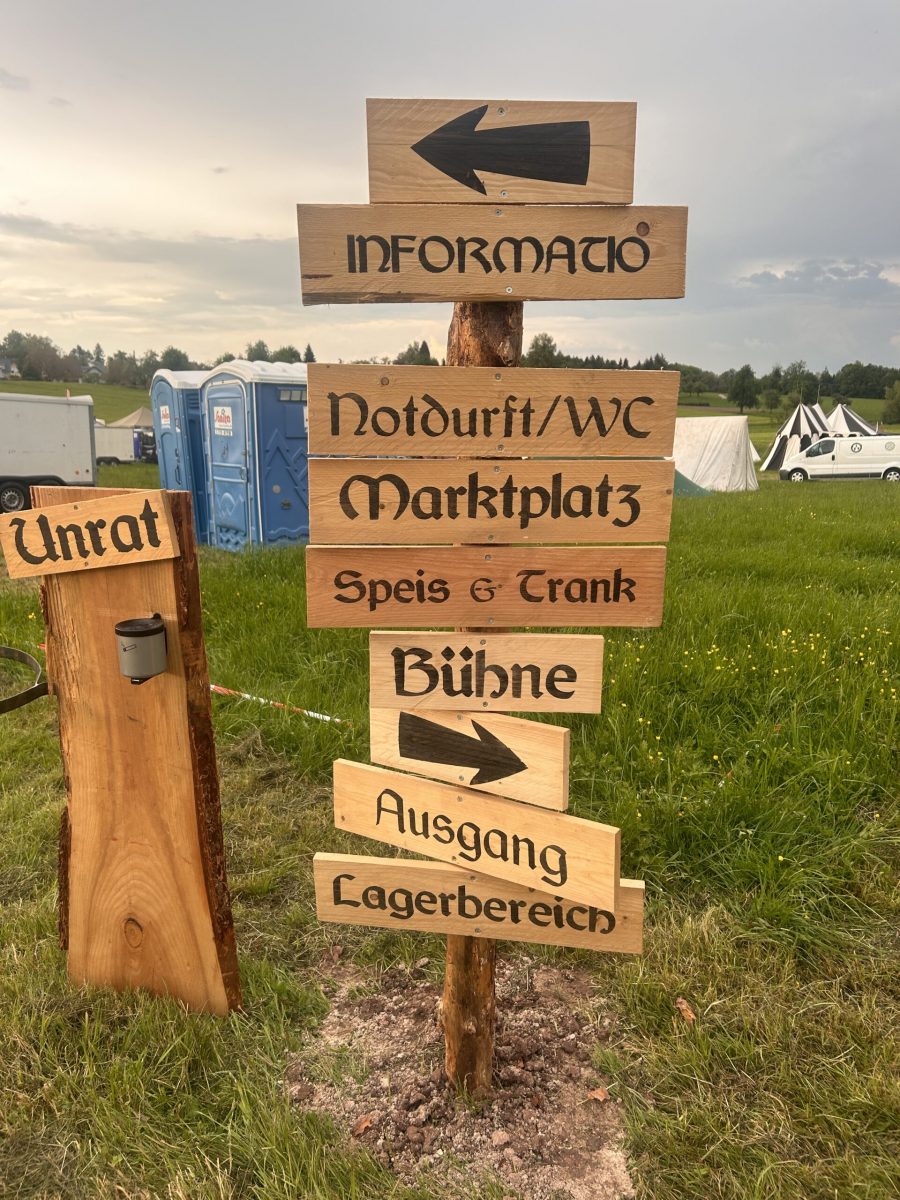 INFORMATIO
Notdurft/WC
Marktplatz
Unrat
Speis & Trank
Bühne
Ausgang
Lagerbereich